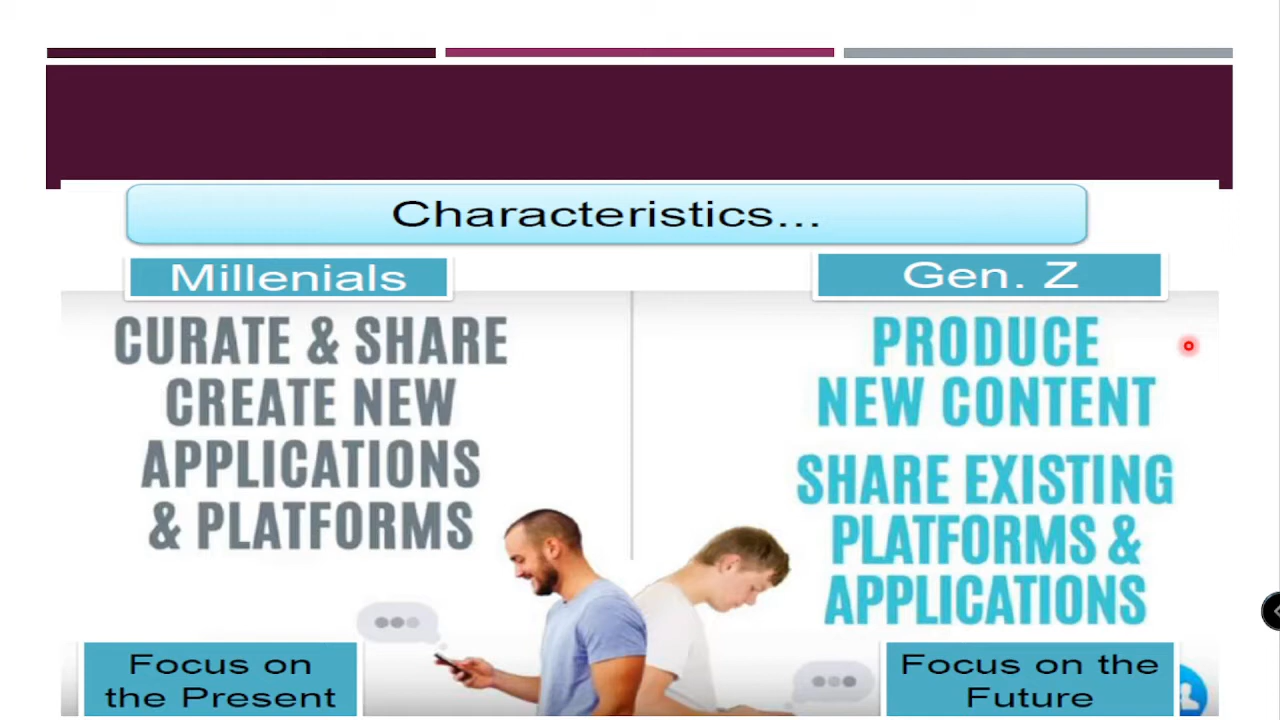 Characteristics...
Millenials
Gen. Z
CURATE & SHARE
CREATE NEW
APPLICATIONS
& PLATFORMS
PRODUCE
NEW CONTENT
SHARE EXISTING
PLATFORMS &
APPLICATIONS
Focus on
the Present
Focus on the
Future